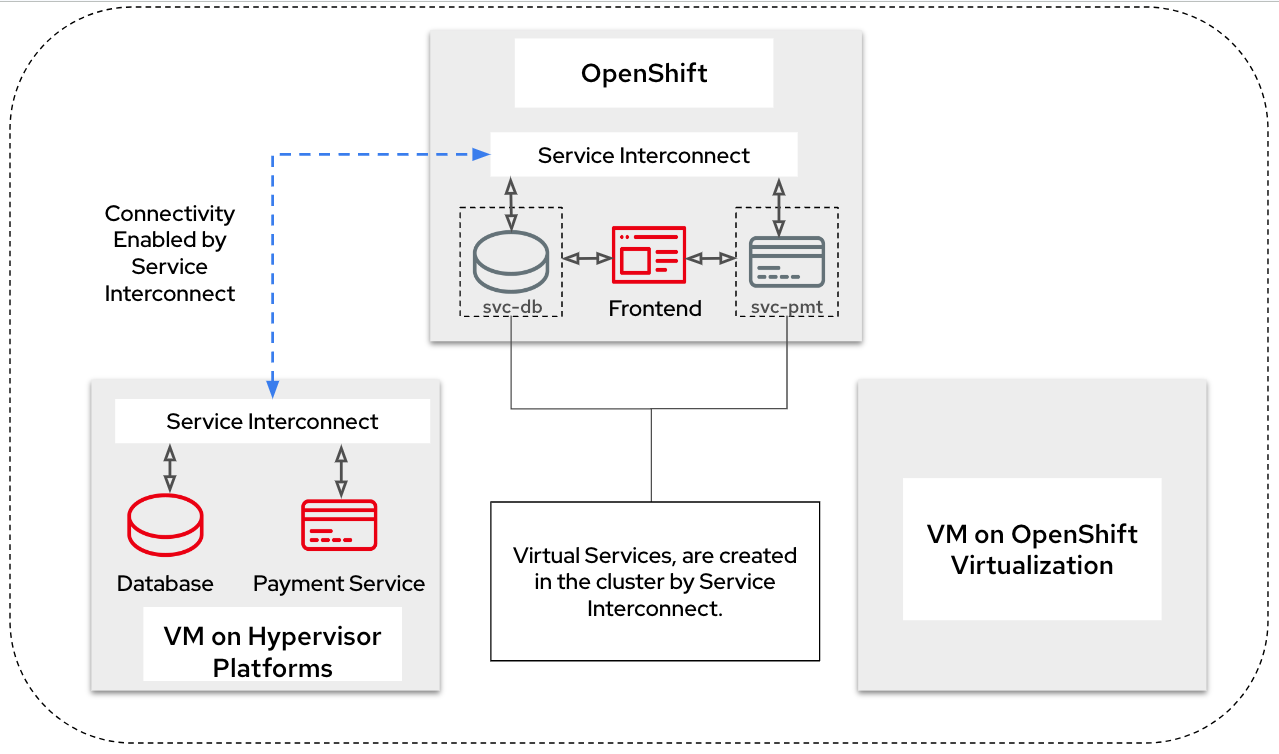 OpenShift
Service Interconnect
Connectivity
Enabled by
Service
Interconnect
svc-db
Frontend
svc-pmt
Service Interconnect
Database
Payment Service
VM on Hypervisor
Platforms
Virtual Services, are created
in the cluster by Service
Interconnect.
VM on OpenShift
Virtualization